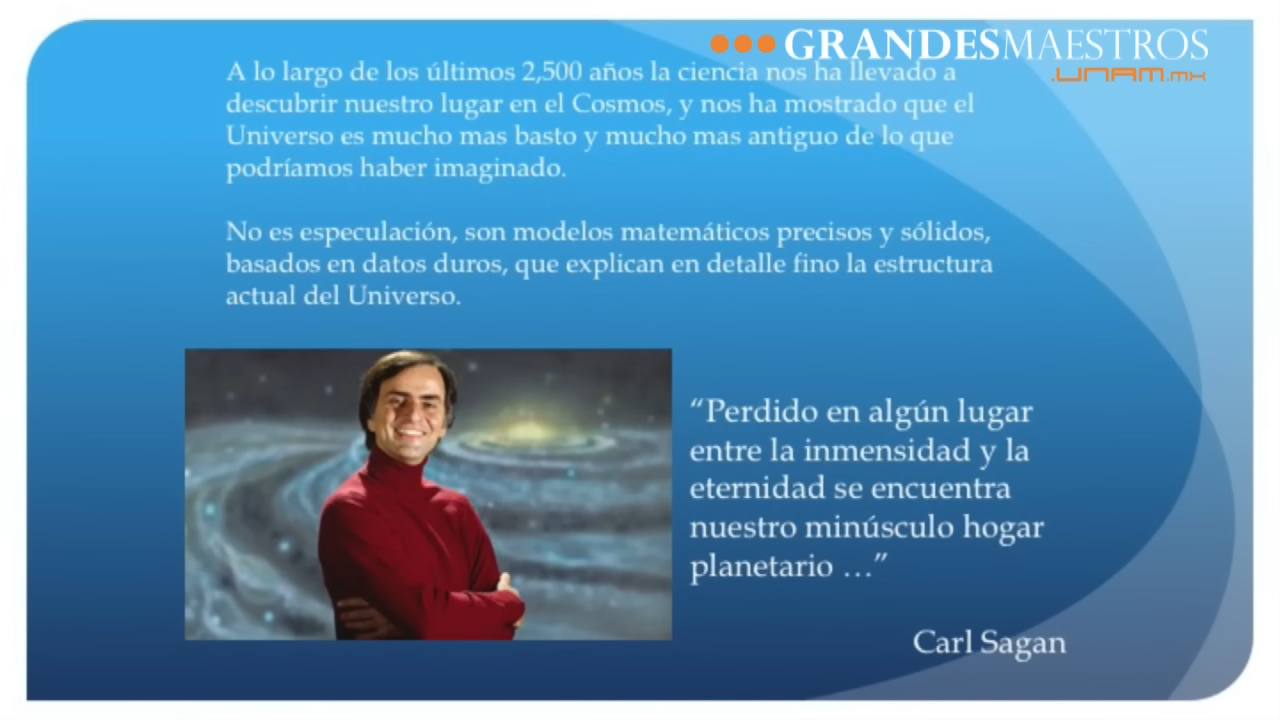 GRANDESMAESTROS
.UNAM.mx
A lo largo de los últimos 2,500 años la ciencia nos ha llevado a
descubrir nuestro lugar en el Cosmos, y nos ha mostrado que el
Universo es mucho mas basto y mucho mas antiguo de lo que
podríamos haber imaginado.
No es especulación, son modelos matemáticos precisos y sólidos,
basados en datos duros, que explican en detalle fino la estructura
actual del Universo.
“Perdido en algún lugar
entre la inmensidad y la
eternidad se encuentra
nuestro minúsculo hogar
planetario …”
Carl Sagan